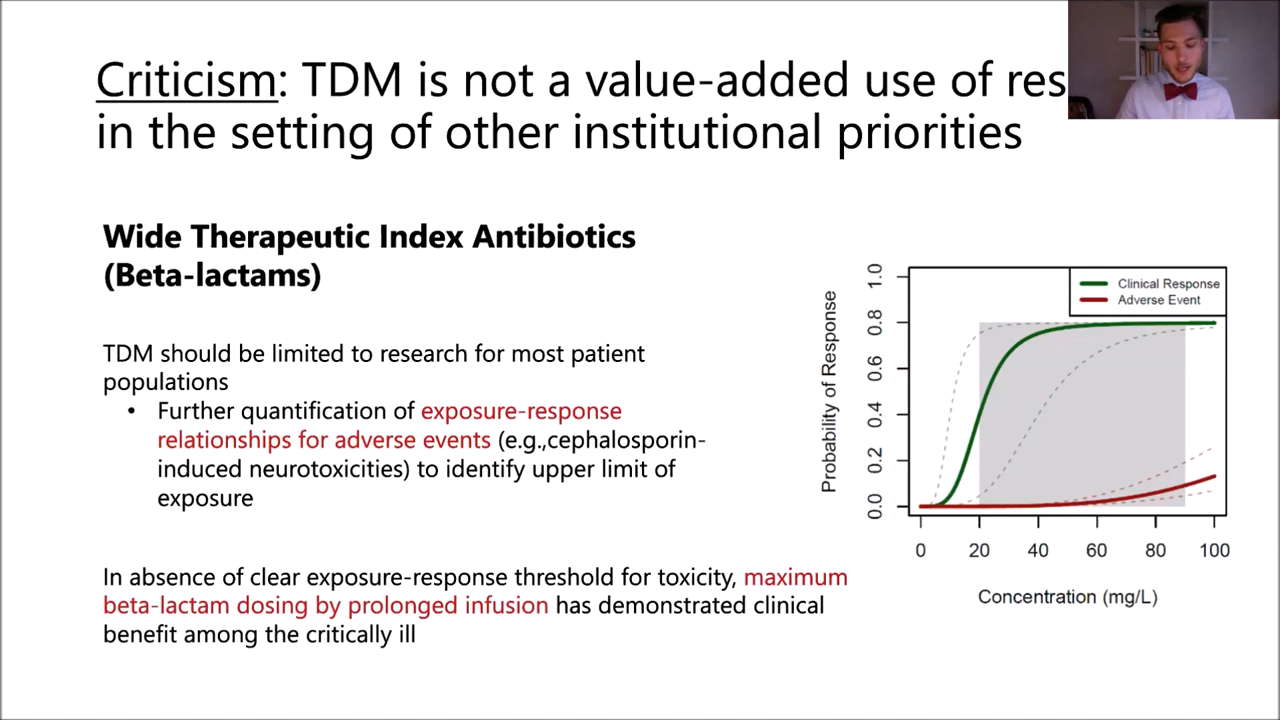 Criticism: TDM is not a value-added use of res
in the setting of other institutional priorities
Wide Therapeutic Index Antibiotics
(Beta-lactams)
TDM should be limited to research for most patient
populations
• Further quantification of exposure-response
relationships for adverse events (e.g.,cephalosporin-
induced neurotoxicities) to identify upper limit of
exposure
In absence of clear exposure-response threshold for toxicity, maximum
beta-lactam dosing by prolonged infusion has demonstrated clinical
benefit among the critically ill
Clinical Response
Adverse Event
Probability of Response
1.0
0.8
0.6
0.4
0.2
0.0
0 20 40 60 80 100
Concentration (mg/L)